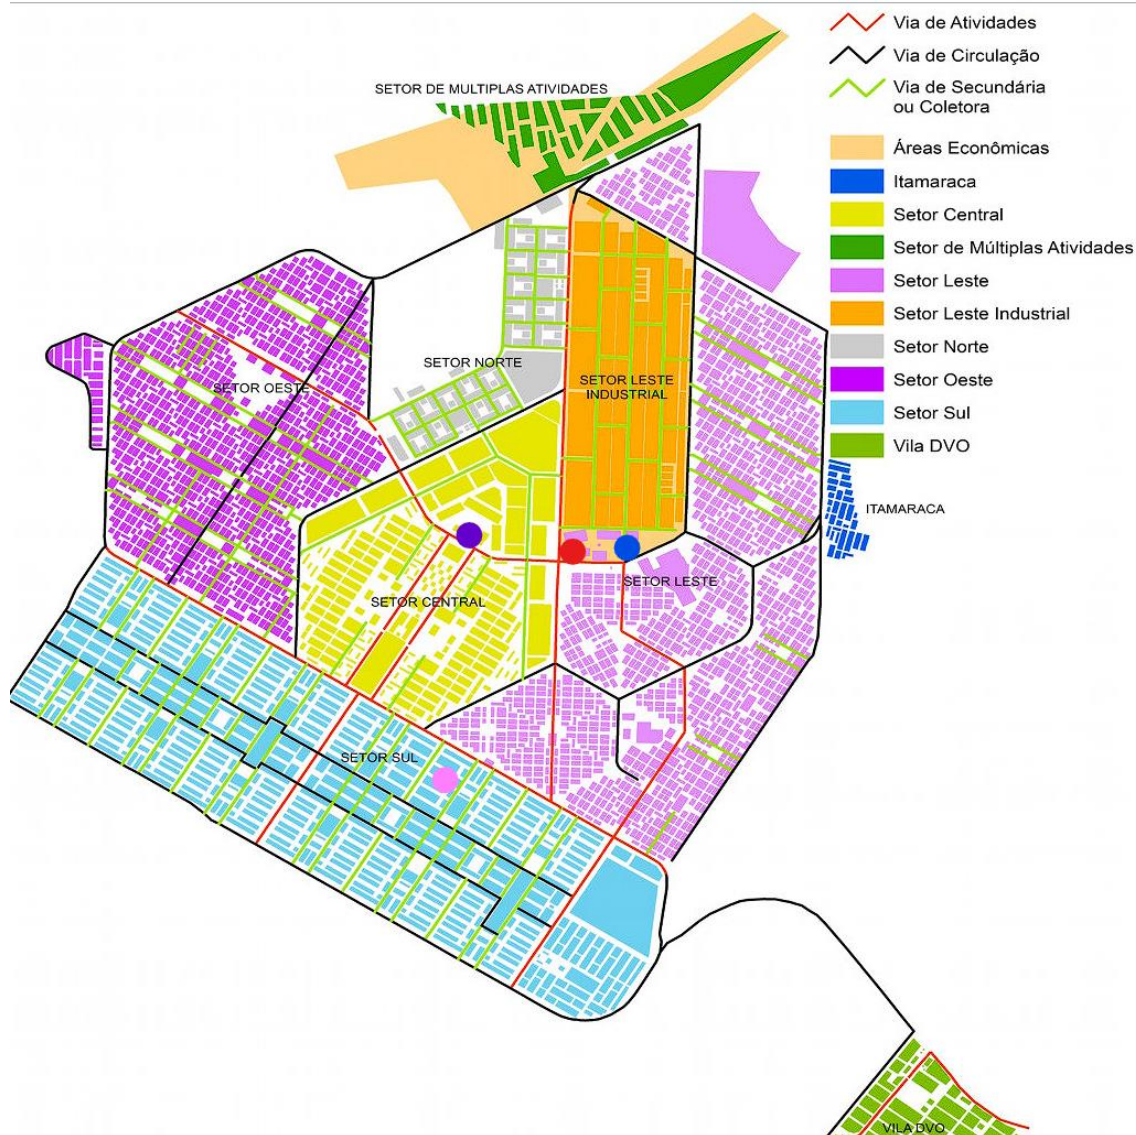 Via de Atividades
Via de Circulação
Via de Secundária
ou Coletora
Áreas Econômicas
Itamaraca
Setor Central
Setor de Múltiplas Atividades
Setor Leste
Setor Leste Industrial
Setor Norte
Setor Oeste
Setor Sul
Vila DVO
SETOR DE MULTIPLAS ATIVIDADES
SETOR NORTE
SETOR OESTE
SETOR LESTE
INDUSTRIAL
ITAMARACA
SETOR LESTE
SETOR CENTRAL
SETOR SUL
VILA DVO